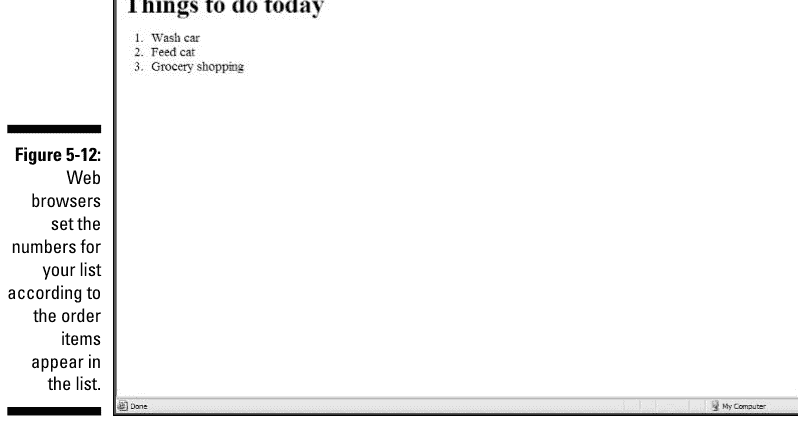 Things to do today
1. Wash car
2. Feed cat
3. Grocery shopping
Figure 5-12:
Web
browsers
set the
numbers for
your list
according to
the order
items
appear in
the list.
Done
My Computer